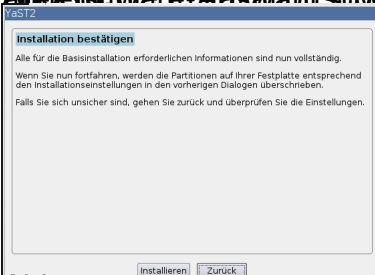 YaST2
Installation bestätigen
Alle für die Basisinstallation erforderlichen Informationen sind nun vollständig.
Wenn Sie nun fortfahren, werden die Partitionen auf Ihrer Festplatte entsprechend
den Installationseinstellungen in den vorherigen Dialogen überschrieben.
Falls Sie sich unsicher sind, gehen Sie zurück und überprüfen Sie die Einstellungen.
Installieren Zurück